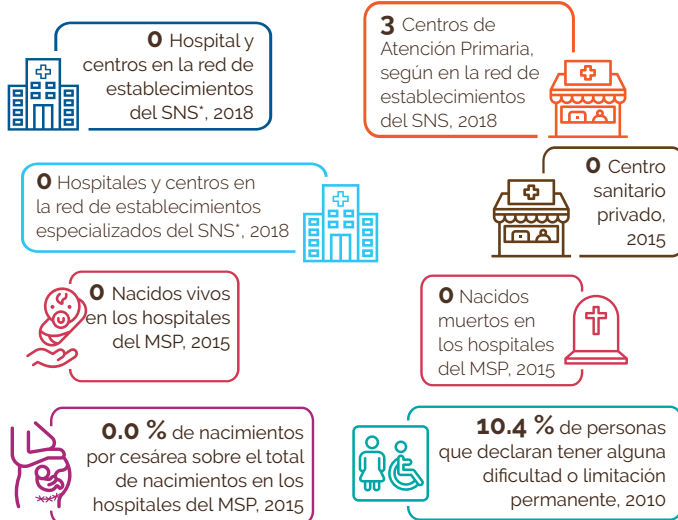 0 Hospital y
centros en la red de
establecimientos
del SNS*, 2018
3 Centros de
Atención Primaria,
según en la red de
establecimientos
del SNS, 2018
0 Hospitales y centros en
la red de establecimientos
especializados del SNS*, 2018
0 Centro
sanitario
privado,
2015
0 Nacidos vivos
en los hospitales
del MSP, 2015
0 Nacidos
muertos en
los hospitales
del MSP, 2015
0.0 % de nacimientos
por cesárea sobre el total
de nacimientos en los
hospitales del MSP, 2015
10.4 % de personas
que declaran tener alguna
dificultad o limitación
permanente, 2010